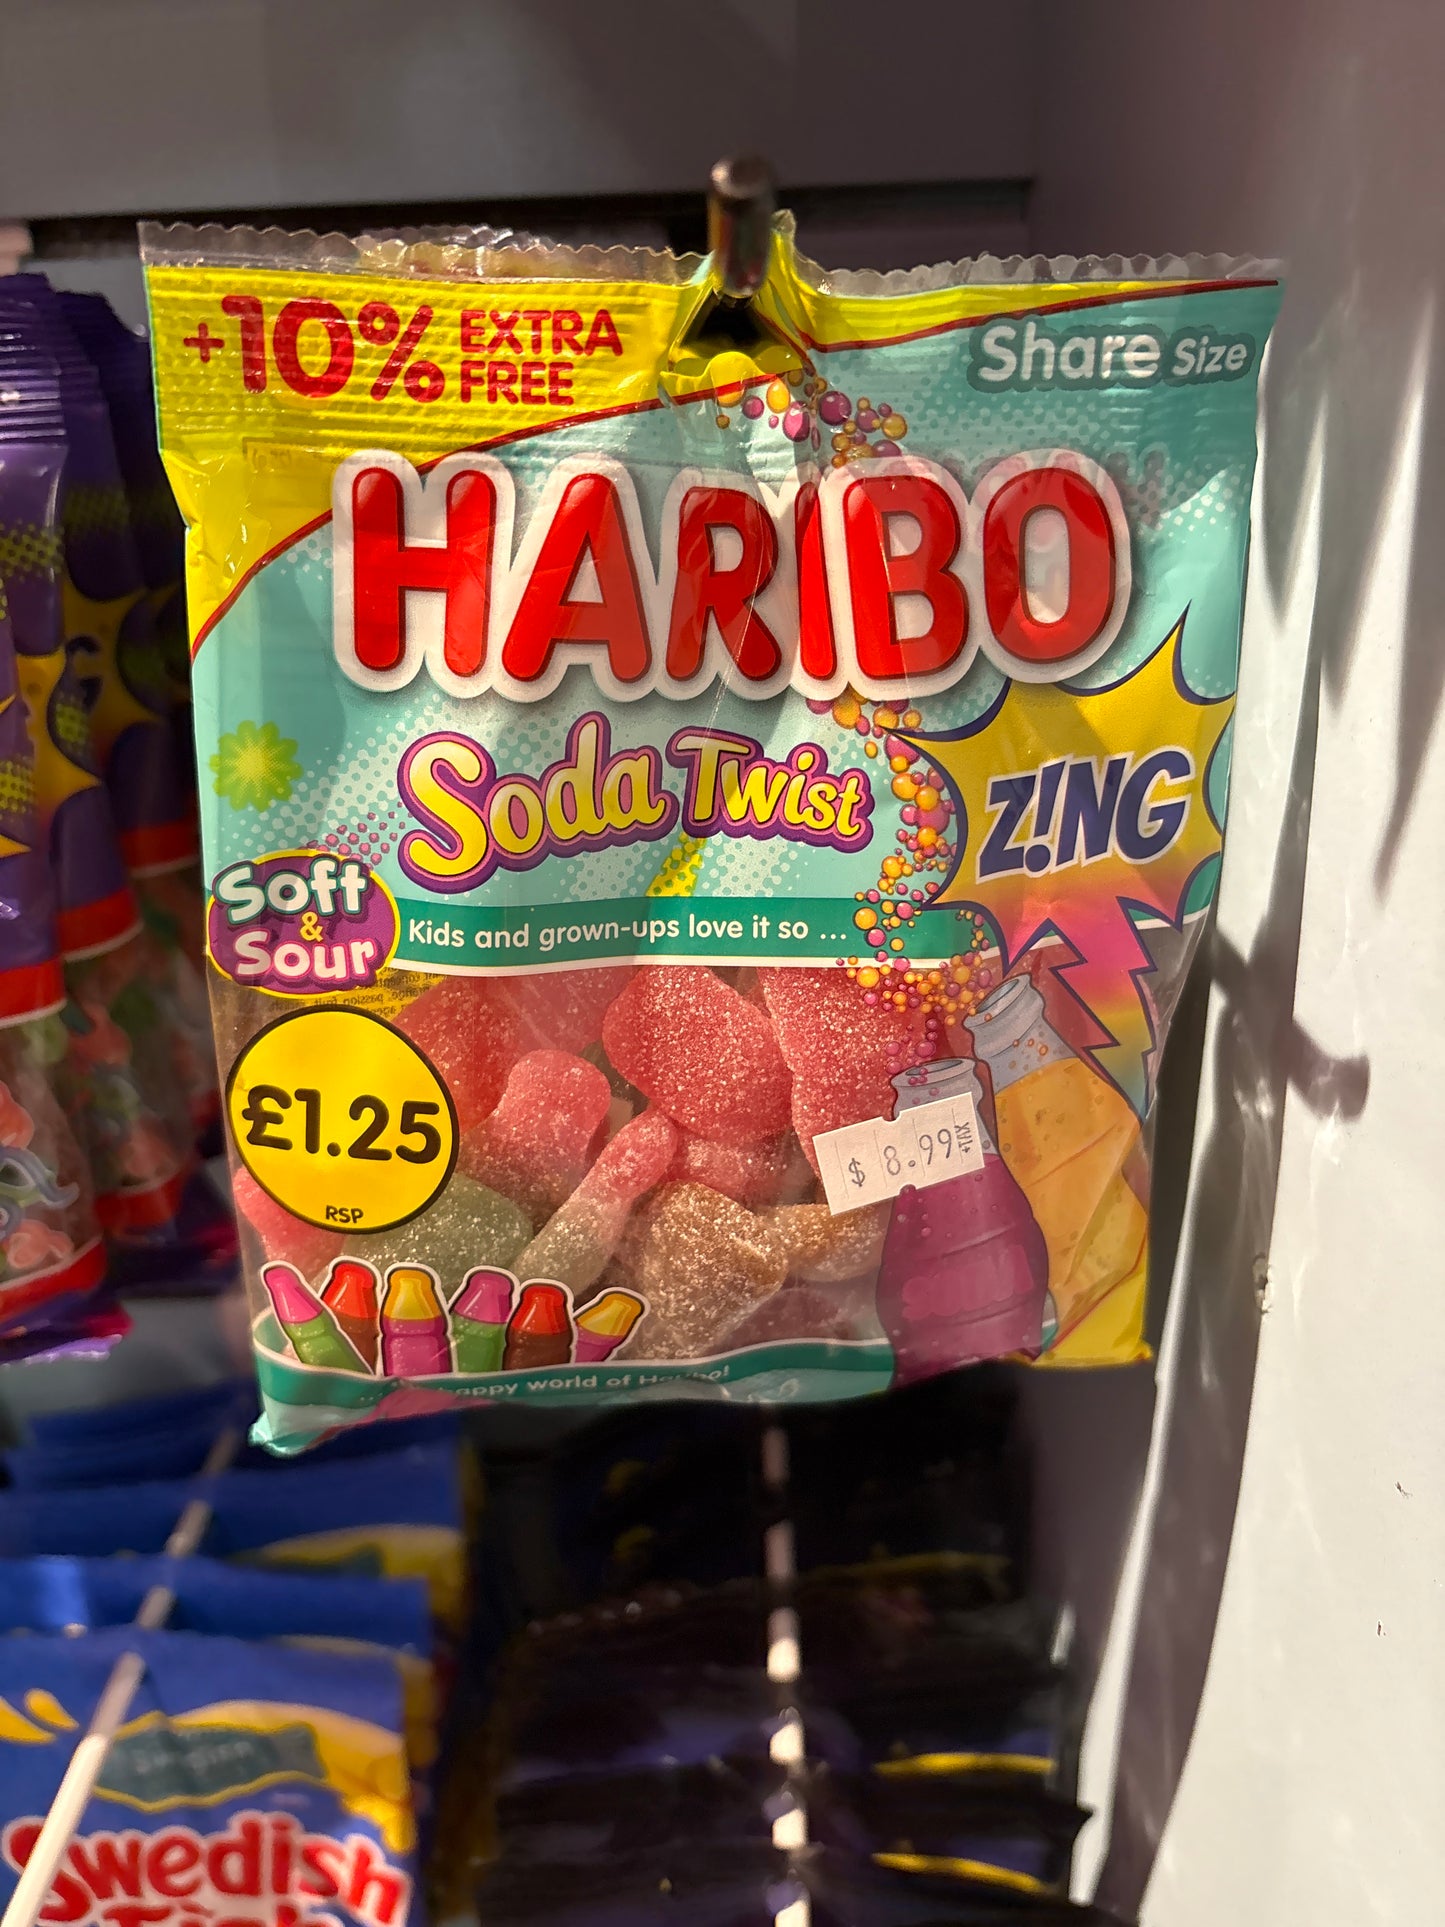 +10% EXTRA FREE
Share Size
HARIBO
Soda Twist
Z!NG
Soft & Sour
Kids and grown-ups love it so ...
£1.25
RSP
$ 8.99 +TAX
happy world of Haribo!
Swedish